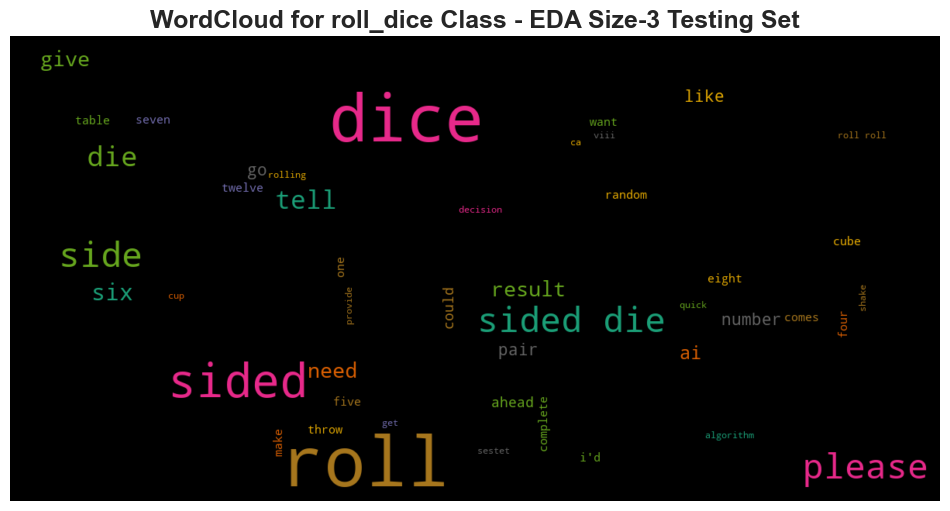 WordCloud for roll_dice Class - EDA Size-3 Testing Set
give
like
dice
table
seven
want
viii
roll roll
ca
die
go
rolling
twelve
tell
random
decision
cube
side
one
eight
six
cup
provide
could
result
quick
shake
sided die
number
comes
four
pair
ai
sided
need
five
ahead
complete
get
throw
make
algorithm
roll
sestet
i'd
please